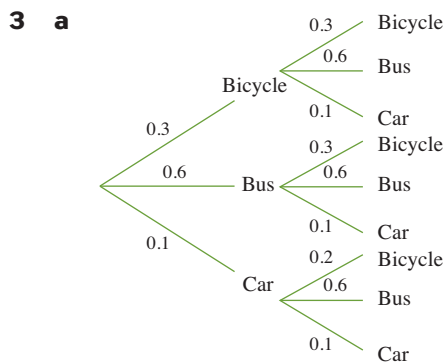 3 a
0.3 Bicycle
0.6 Bus
Bicycle
0.1 Car
0.3
0.3 Bicycle
0.6 Bus 0.6 Bus
0.1 Car
0.1
0.2 Bicycle
Car 0.6 Bus
0.1 Car